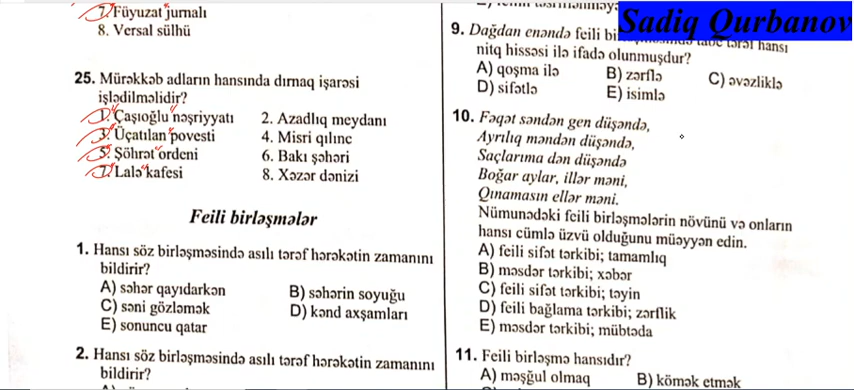 7. Füyuzat jurnalı
8. Versal sülhü
25. Mürəkkəb adların hansında dırnaq işarəsi
işlədilməlidir?
1. "Çaşıoğlu" nəşriyyatı 2. Azadlıq meydanı
3. "Üçatılan" povesti 4. Misri qılınc
5. "Şöhrət" ordeni 6. Bakı şəhəri
7. "Lalə" kafesi 8. Xəzər dənizi
Feili birləşmələr
1. Hansı söz birləşməsində asılı tərəf hərəkətin zamanını
bildirir?
A) səhər qayıdarkən B) səhərin soyuğu
C) səni gözləmək D) kənd axşamları
E) sonuncu qatar
2. Hansı söz birləşməsində asılı tərəf hərəkətin zamanını
bildirir?
Sadiq Qurbanov
9. Dağdan enəndə feili tabe tərəf hansı
nitq hissəsi ilə ifadə olunmuşdur?
A) qoşma ilə B) zərflə C) əvəzliklə
D) sifətlə E) isimlə
10. Fəqət səndən gen düşəndə,
Ayrılıq məndən düşəndə,
Saçlarıma dən düşəndə
Boğar aylar, illər məni,
Qınamasın ellər məni.
Nümunədəki feili birləşmələrin növünü və onların
hansı cümlə üzvü olduğunu müəyyən edin.
A) feili sifət tərkibi; tamamlıq
B) məsdər tərkibi; xəbər
C) feili sifət tərkibi; təyin
D) feili bağlama tərkibi; zərflik
E) məsdər tərkibi; mübtəda
11. Feili birləşmə hansıdır?
A) məşğul olmaq B) kömək etmək